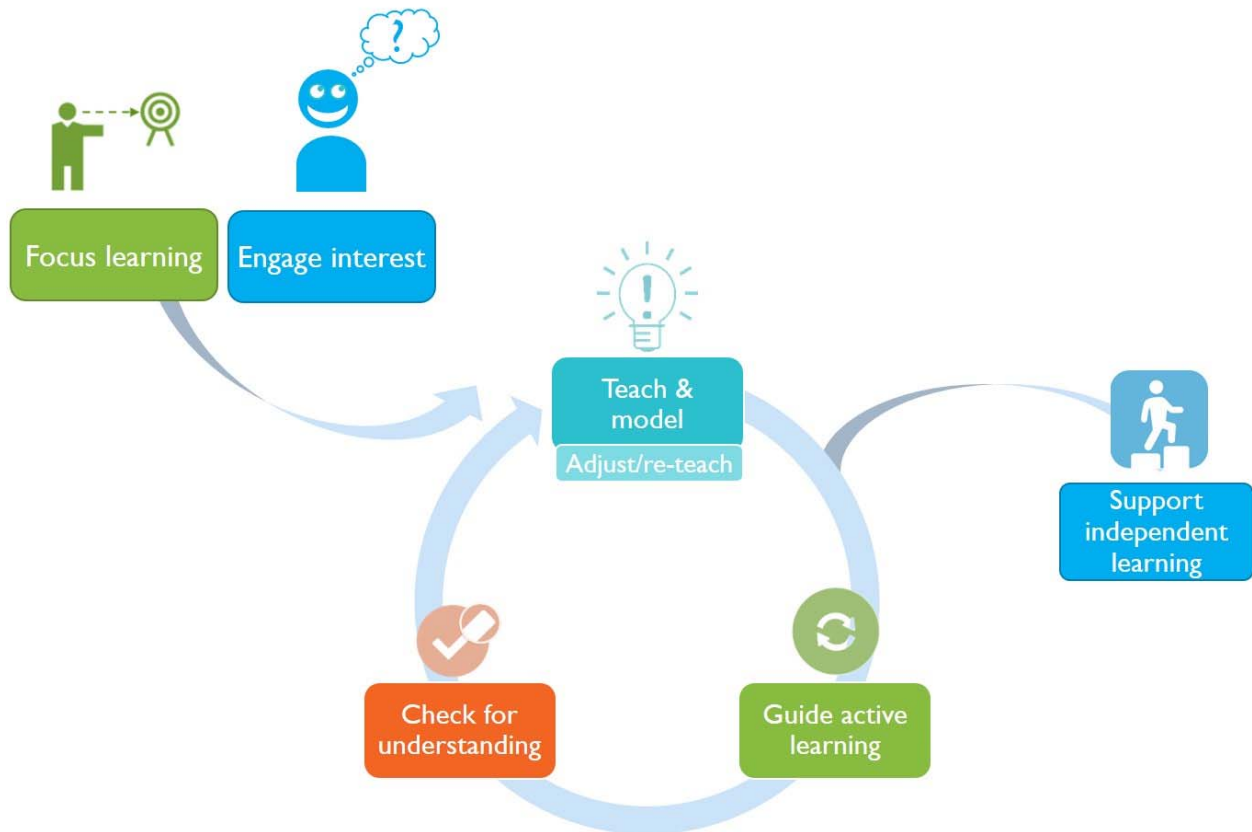 ?
Focus learning
Engage interest
!
Teach &
model
Adjust/re-teach
Support
independent
learning
Check for
understanding
Guide active
learning